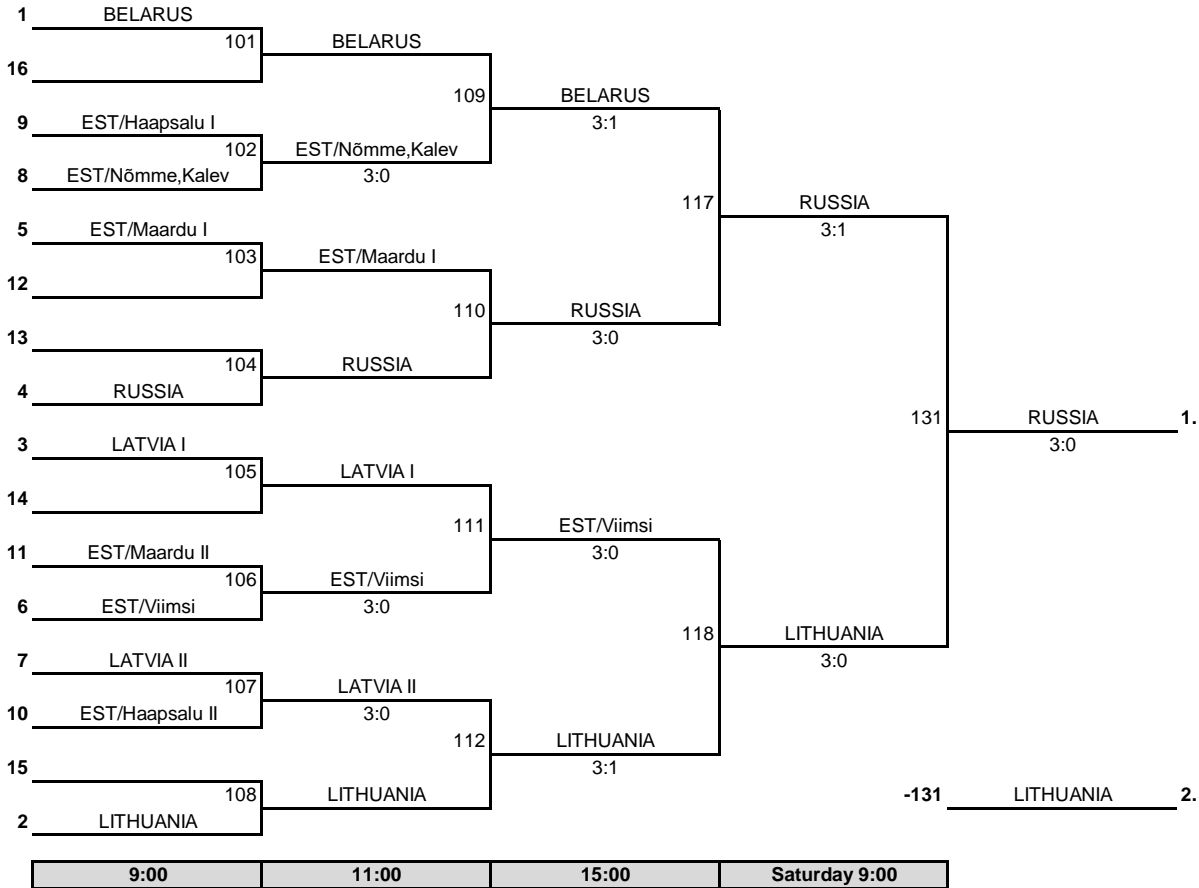 1 BELARUS
101 BELARUS
16
109 BELARUS
3:1
9 EST/Haapsalu I
102 EST/Nõmme,Kalev
3:0
8 EST/Nõmme,Kalev
117 RUSSIA
3:1
5 EST/Maardu I
103 EST/Maardu I
12
110 RUSSIA
3:0
13
104 RUSSIA
4 RUSSIA
131 RUSSIA 1.
3:0
3 LATVIA I
105 LATVIA I
14
111 EST/Viimsi
3:0
11 EST/Maardu II
106 EST/Viimsi
3:0
6 EST/Viimsi
118 LITHUANIA
3:0
7 LATVIA II
107 LATVIA II
3:0
10 EST/Haapsalu II
112 LITHUANIA
3:1
15
108 LITHUANIA
-131 LITHUANIA 2.
2 LITHUANIA
9:00 11:00 15:00 Saturday 9:00